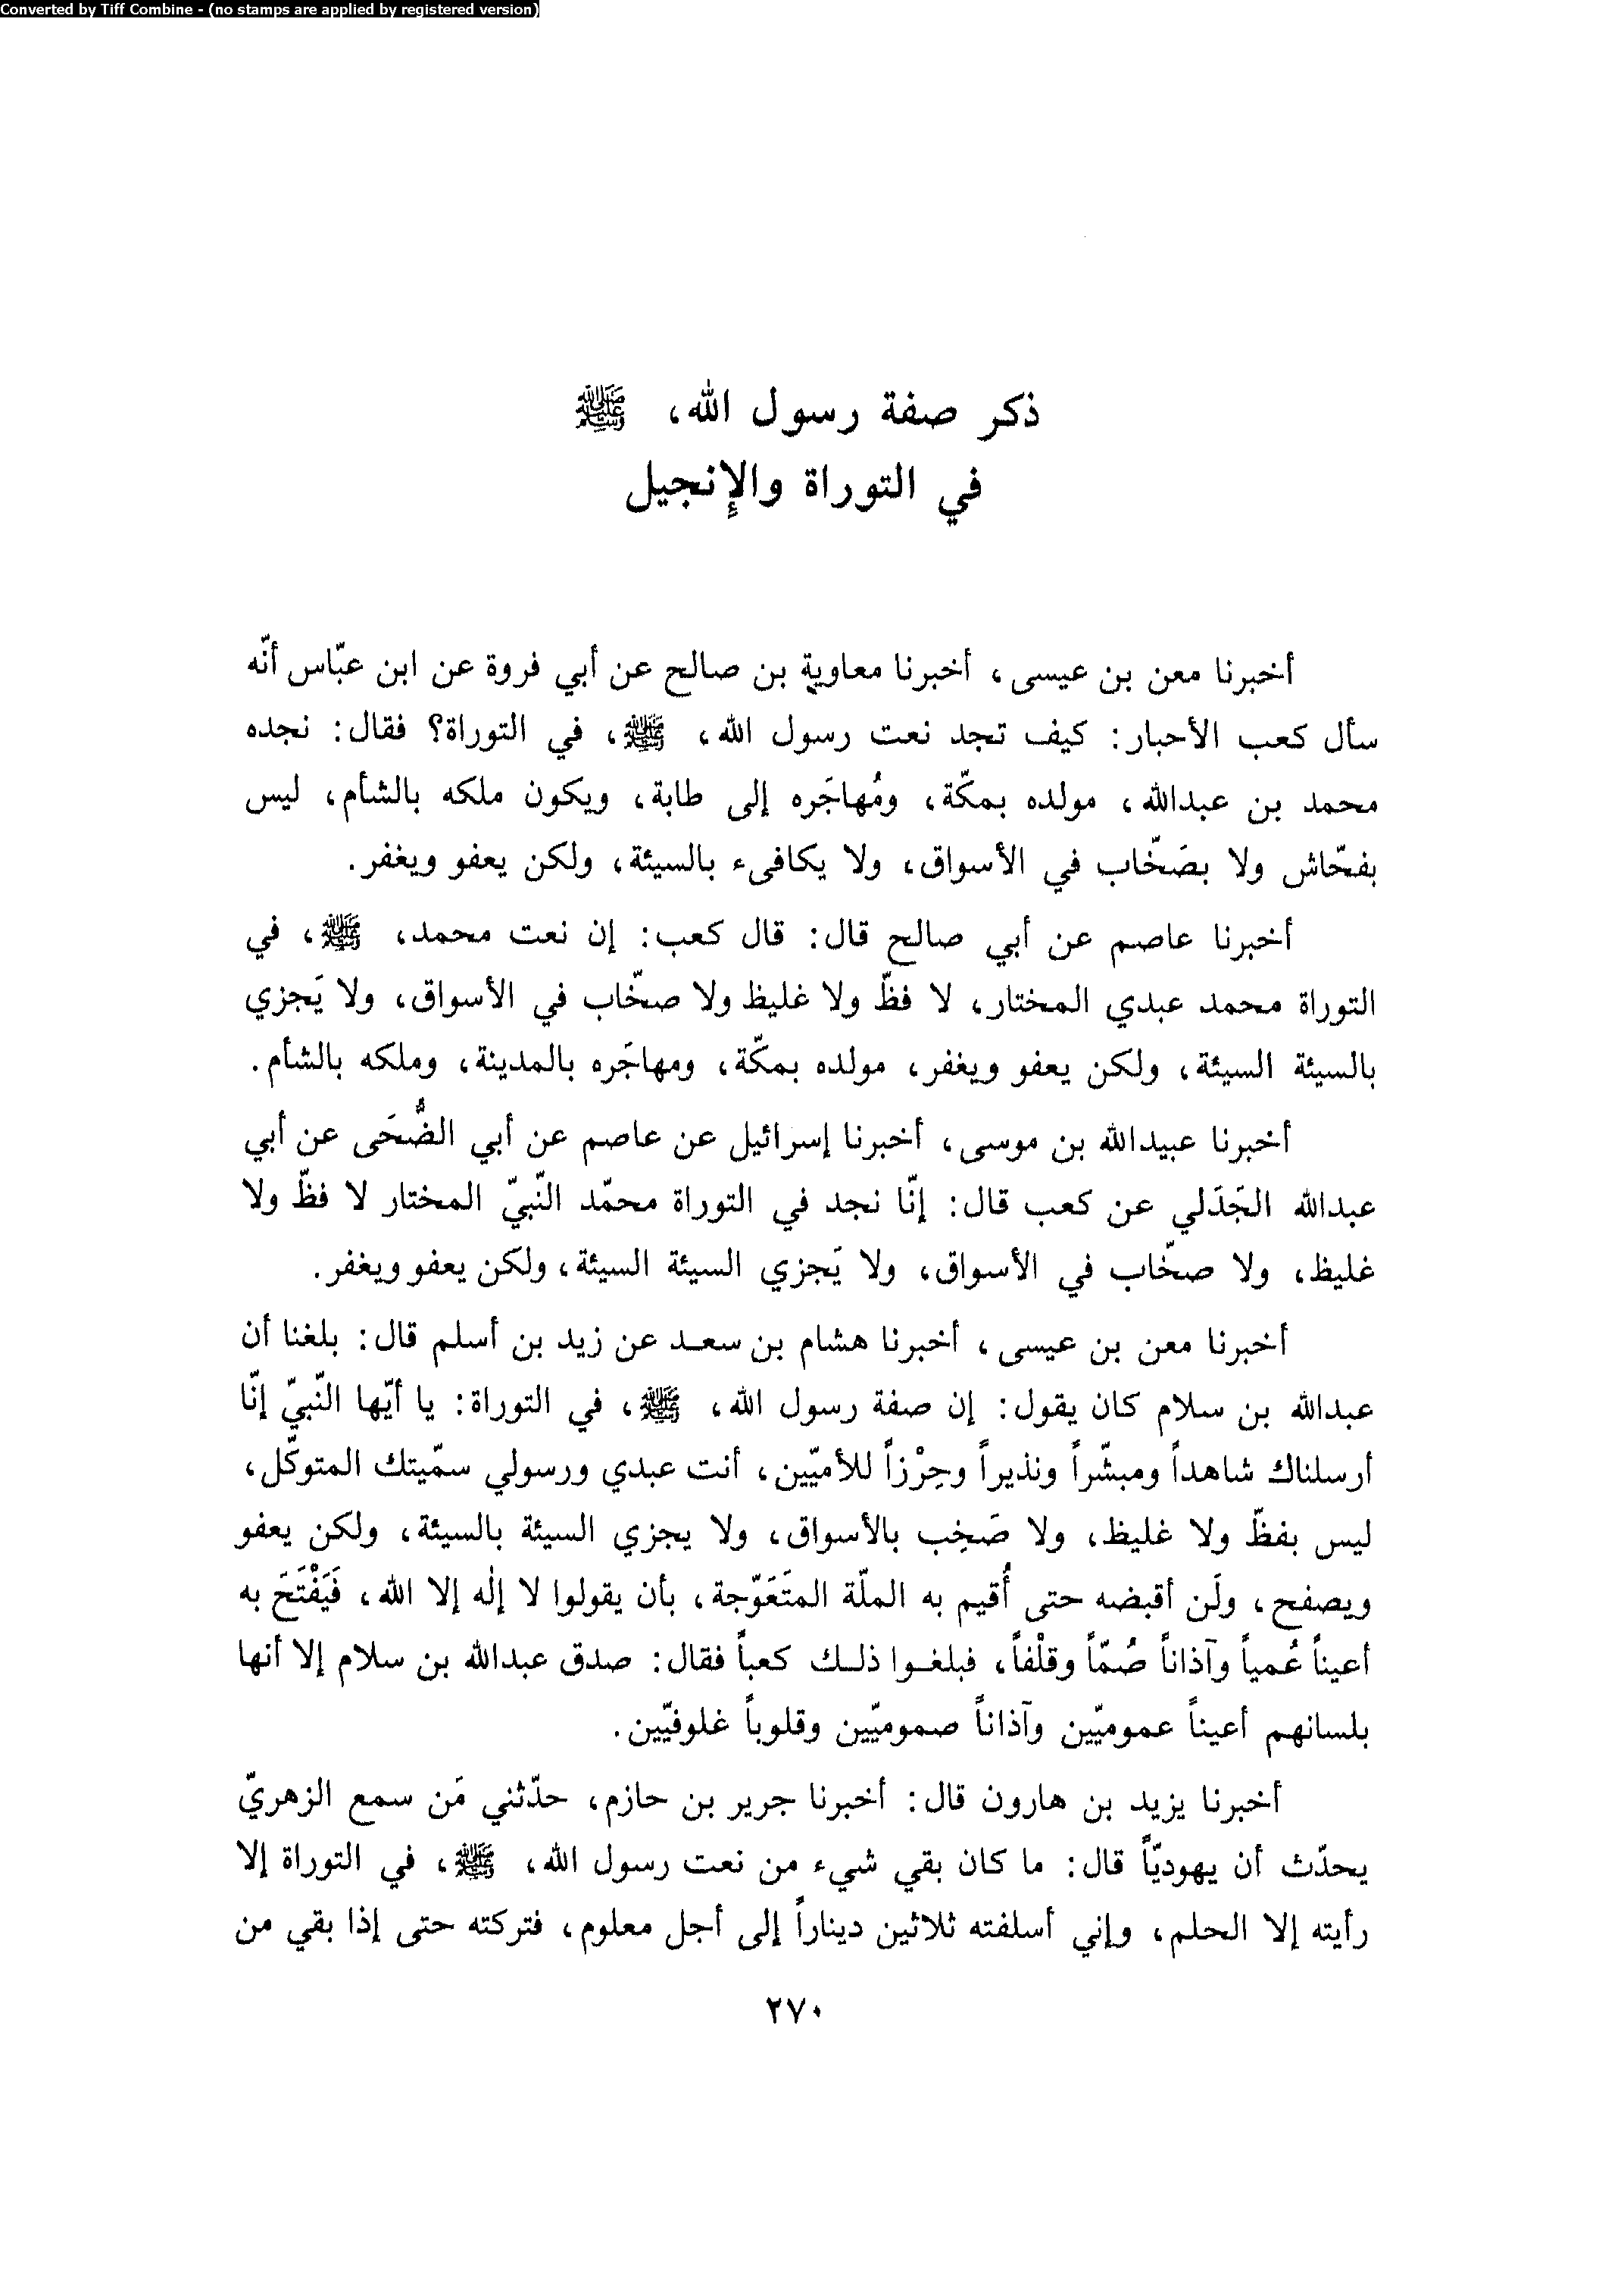 Converted by Tiff Combine - (no stamps are applied by registered version)
ذكر صفة رسول الله، ﷺ
في التوراة والإِنجيل
أخبرنا معن بن عيسى، أخبرنا معاوية بن صالح عن أبي فروة عن ابن عبّاس أنّه
سأل كعب الأحبار: كيف تجد نعت رسول الله، ﷺ، في التوراة؟ فقال: نجده
محمد بن عبدالله، مولده بمكّة، ومُهاجَره إلى طابة، ويكون ملكه بالشأم، ليس
بفحّاش ولا بصَخّاب في الأسواق، ولا يكافىء بالسيئة، ولكن يعفو ويغفر.
أخبرنا عاصم عن أبي صالح قال: قال كعب: إن نعت محمد، ﷺ، في
التوراة محمد عبدي المختار، لا فظّ ولا غليظ ولا صخّاب في الأسواق، ولا يَجزي
بالسيئة السيئة، ولكن يعفو ويغفر، مولده بمكّة، ومهاجَره بالمدينة، وملكه بالشأم.
أخبرنا عبيدالله بن موسى، أخبرنا إسرائيل عن عاصم عن أبي الضُّحَى عن أبي
عبدالله الجَدَلي عن كعب قال: إنّا نجد في التوراة محمّد النّبيّ المختار لا فظّ ولا
غليظ، ولا صخّاب في الأسواق، ولا يَجزي السيئة السيئة، ولكن يعفو ويغفر.
أخبرنا معن بن عيسى، أخبرنا هشام بن سعد عن زيد بن أسلم قال: بلغنا أن
عبدالله بن سلام كان يقول: إن صفة رسول الله، ﷺ، في التوراة: يا أيّها النّبيّ إنّا
أرسلناك شاهداً ومبشّراً ونذيراً وحِرْزاً للأميّين، أنت عبدي ورسولي سمّيتك المتوكّل،
ليس بفظّ ولا غليظ، ولا صَخِب بالأسواق، ولا يجزي السيئة بالسيئة، ولكن يعفو
ويصفح، ولَن أقبضه حتى أُقيم به الملّة المتَعَوّجة، بأن يقولوا لا إلٰه إلا الله، فَيَفْتَحَ به
أعيناً عُمياً وآذاناً صُمّاً وقلْفاً، فبلغوا ذلك كعباً فقال: صدق عبدالله بن سلام إلا أنها
بلسانهم أعيناً عموميّين وآذاناً صموميّين وقلوباً غلوفيّين.
أخبرنا يزيد بن هارون قال: أخبرنا جرير بن حازم، حدّثني مَن سمع الزهريّ
يحدّث أن يهوديّاً قال: ما كان بقي شيء من نعت رسول الله، ﷺ، في التوراة إلا
رأيته إلا الحلم، وإني أسلفته ثلاثين ديناراً إلى أجل معلوم، فتركته حتى إذا بقي من
٢٧٠